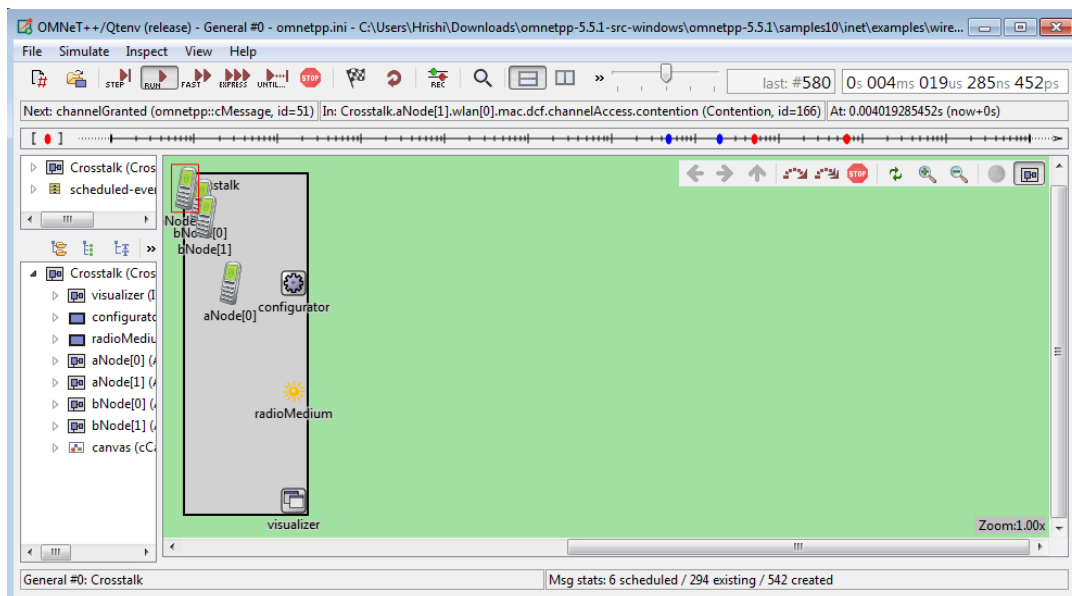 OMNeT++/Qtenv (release) - General #0 - omnetpp.ini - C:\Users\Hrishi\Downloads\omnetpp-5.5.1-src-windows\omnetpp-5.5.1\samples10\inet\examples\wire...
File Simulate Inspect View Help
STEP RUN FAST EXPRESS UNTIL... STOP REC » last: #580 0s 004ms 019us 285ns 452ps
Next: channelGranted (omnetpp::cMessage, id=51) In: Crosstalk.aNode[1].wlan[0].mac.dcf.channelAccess.contention (Contention, id=166) At: 0.004019285452s (now+0s)
Crosstalk (Cros
scheduled-ever
»
Crosstalk (Cros
visualizer (I
configurato
radioMediu
aNode[0] (A
aNode[1] (A
bNode[0] (A
bNode[1] (A
canvas (cCa
STOP
stalk
Node
bNode[0]
bNode[1]
aNode[0]
configurator
radioMedium
visualizer
Zoom:1.00x
General #0: Crosstalk
Msg stats: 6 scheduled / 294 existing / 542 created